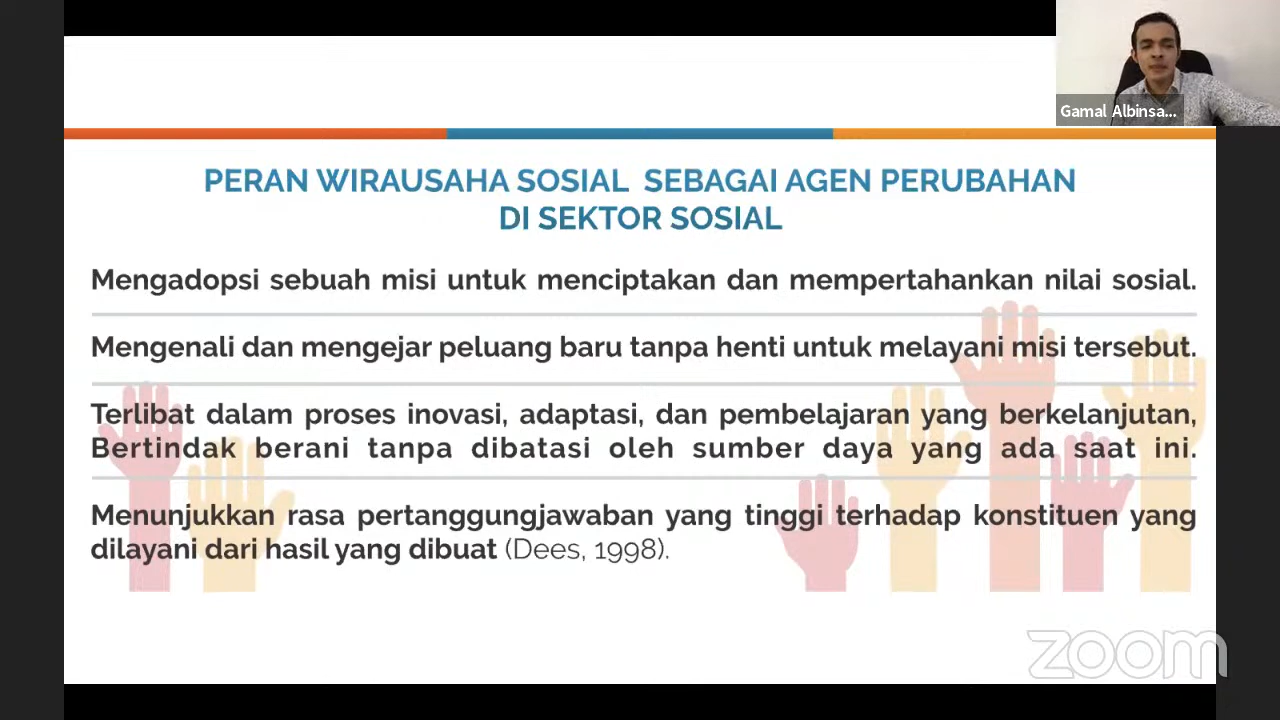 Gamal Albinsa...
PERAN WIRAUSAHA SOSIAL SEBAGAI AGEN PERUBAHAN
DI SEKTOR SOSIAL
Mengadopsi sebuah misi untuk menciptakan dan mempertahankan nilai sosial.
Mengenali dan mengejar peluang baru tanpa henti untuk melayani misi tersebut.
Terlibat dalam proses inovasi, adaptasi, dan pembelajaran yang berkelanjutan,
Bertindak berani tanpa dibatasi oleh sumber daya yang ada saat ini.
Menunjukkan rasa pertanggungjawaban yang tinggi terhadap konstituen yang
dilayani dari hasil yang dibuat (Dees, 1998).
zoom